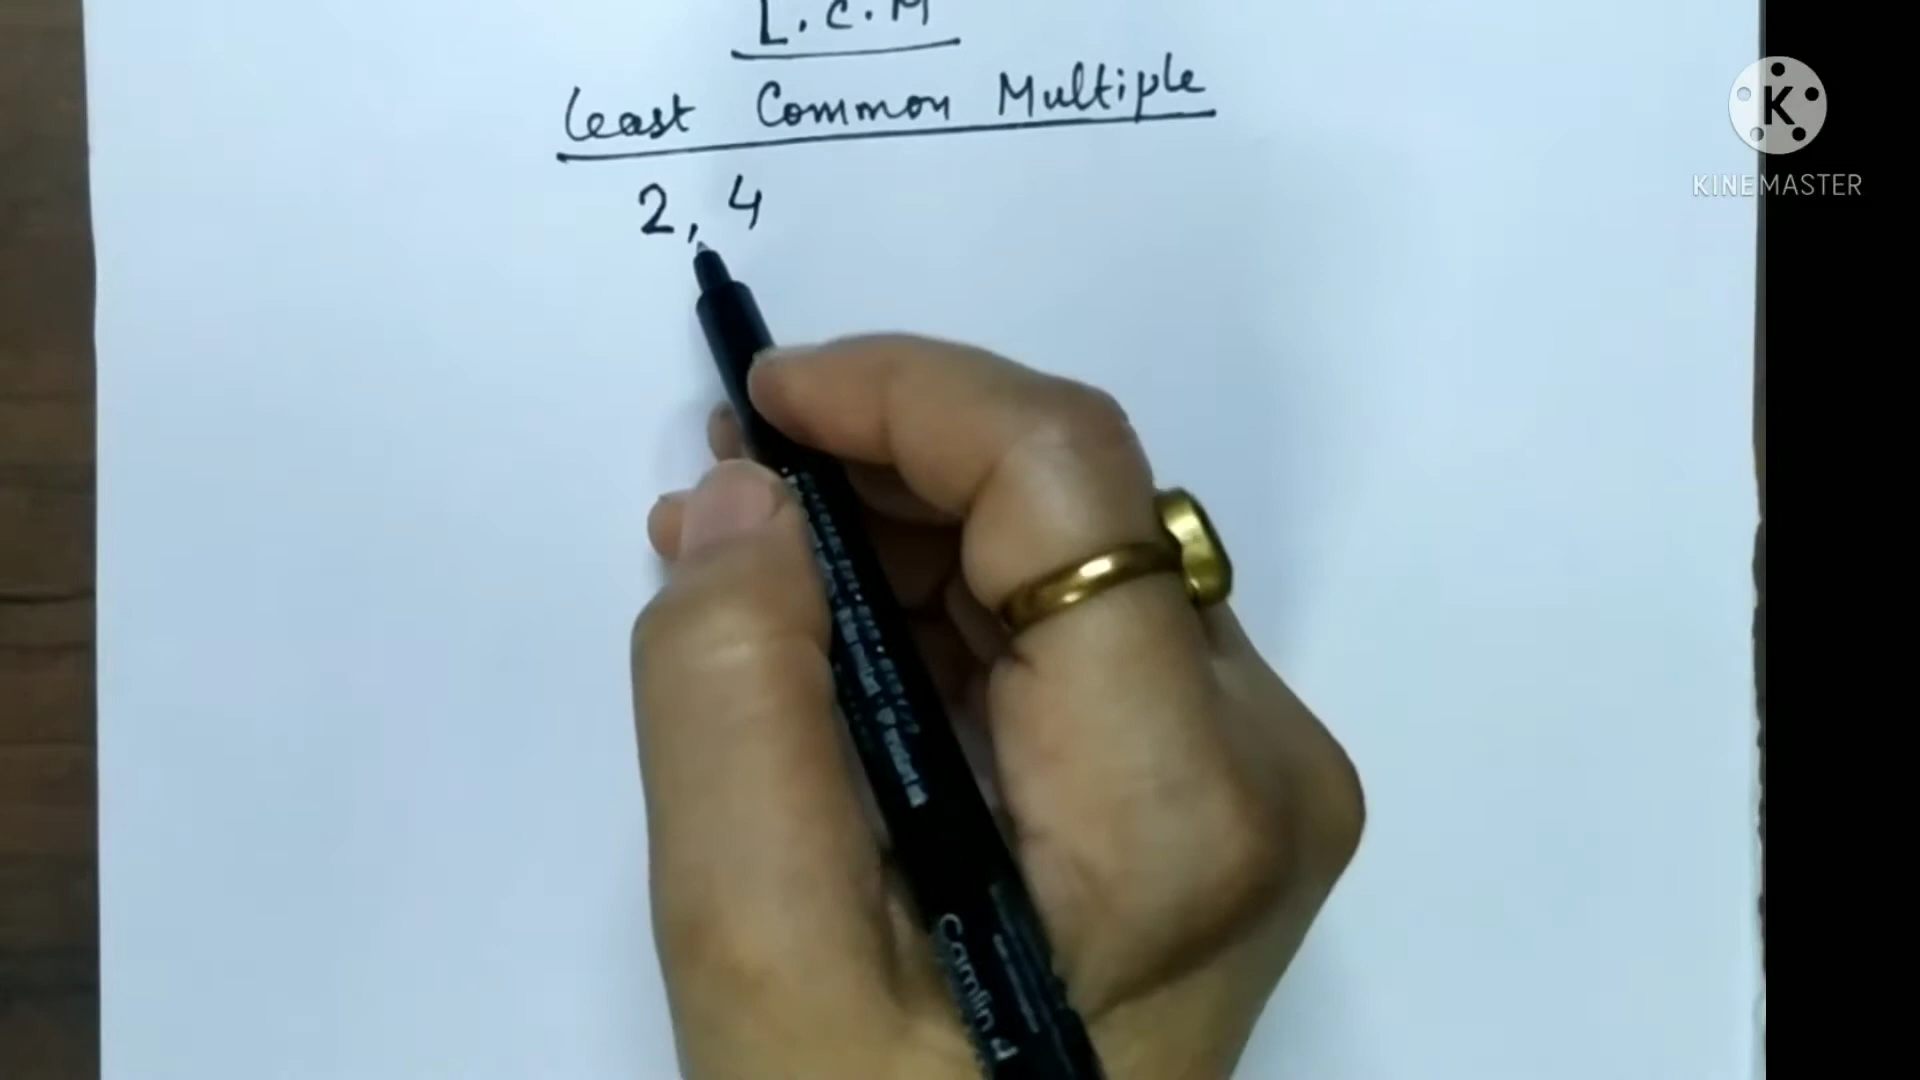 L.C.M
Least Common Multiple
2, 4
K
KINEMASTER
Camlin